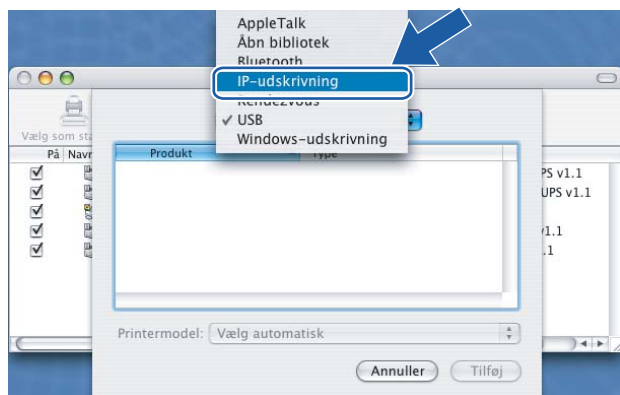 AppleTalk
Åbn bibliotek
Bluetooth
IP-udskrivning
Rendezvous
✓ USB
Windows-udskrivning
Vælg som sta
På Navn
Produkt Type
PS v1.1
UPS v1.1
v1.1
.1
Printermodel: Vælg automatisk
Annuller Tilføj